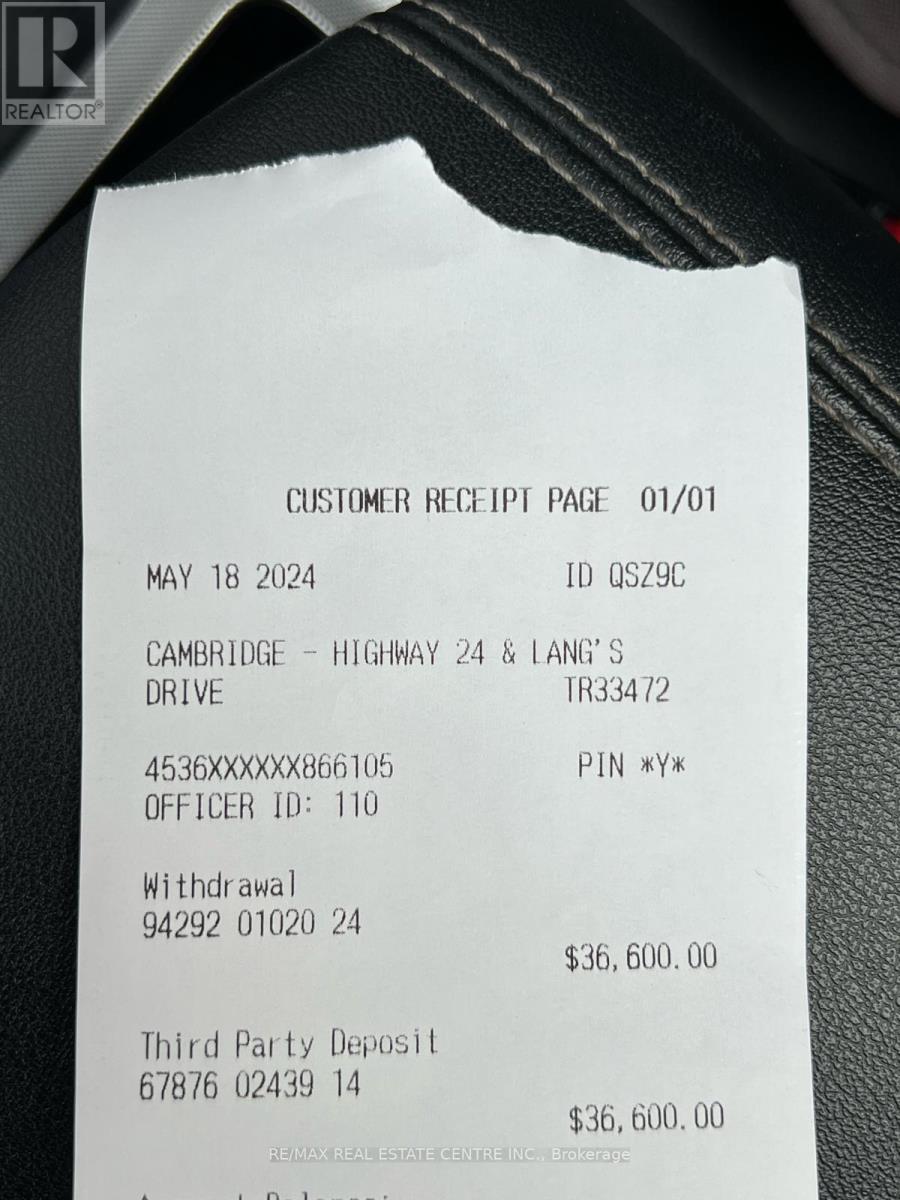 REALTOR®
CUSTOMER RECEIPT PAGE 01/01
MAY 18 2024 ID QSZ9C
CAMBRIDGE - HIGHWAY 24 & LANG'S
DRIVE TR33472
4536XXXXXX866105 PIN *Y*
OFFICER ID: 110
Withdrawal
94292 01020 24
$36,600.00
Third Party Deposit
67876 02439 14
$36,600.00
RE/MAX REAL ESTATE CENTRE INC., Brokerage